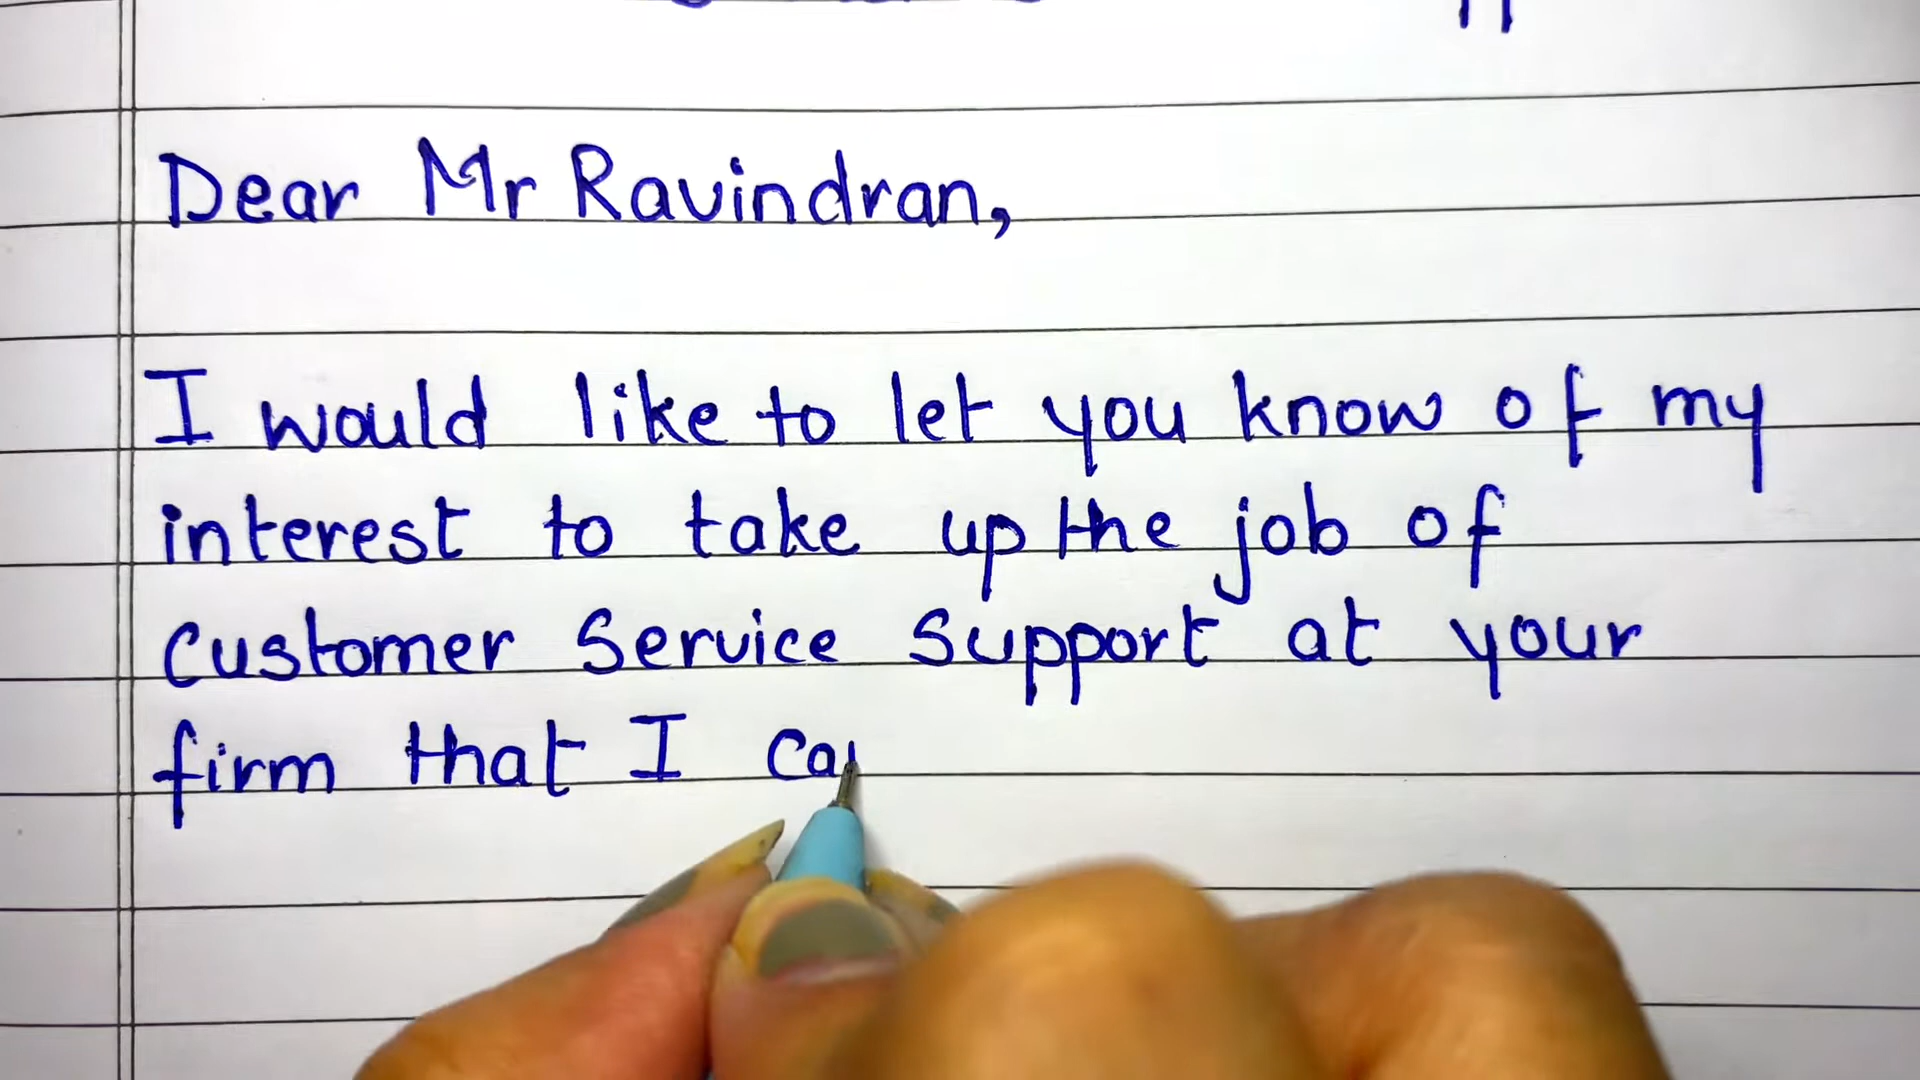 Dear Mr Ravindran,
I would like to let you know of my
interest to take up the job of
Customer Service Support at your
firm that I